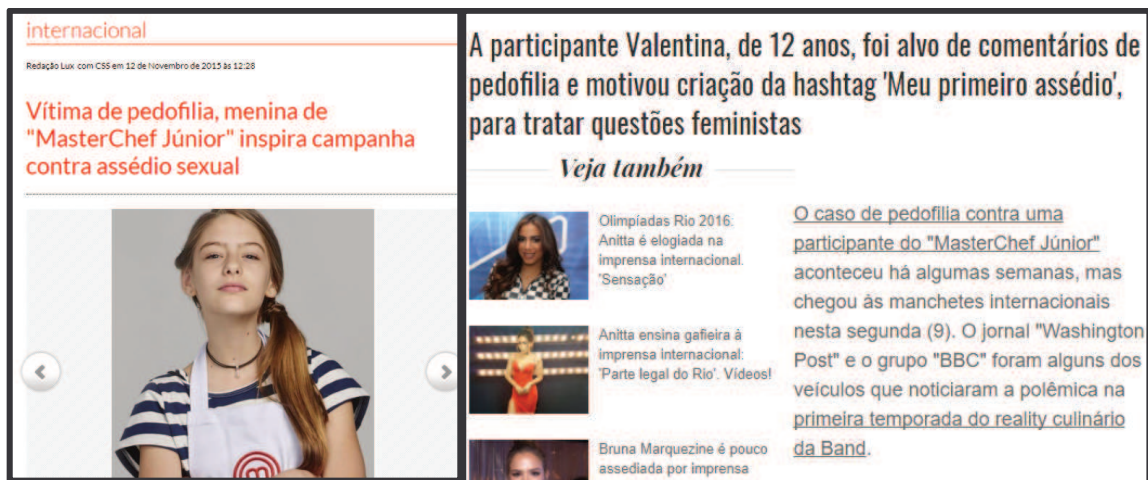 internacional
Redação Lux com CSS em 12 de Novembro de 2015 às 12:28
Vítima de pedofilia, menina de
"MasterChef Júnior" inspira campanha
contra assédio sexual
A participante Valentina, de 12 anos, foi alvo de comentários de
pedofilia e motivou criação da hashtag 'Meu primeiro assédio',
para tratar questões feministas
Veja também
Olimpíadas Rio 2016.
Anitta é elogiada na
imprensa internacional.
'Sensação'
Anitta ensina gafieira à
imprensa internacional:
'Parte legal do Rio'. Vídeos!
Bruna Marquezine é pouco
assediada por imprensa
O caso de pedofilia contra uma
participante do "MasterChef Júnior"
aconteceu há algumas semanas, mas
chegou às manchetes internacionais
nesta segunda (9). O jornal "Washington
Post" e o grupo "BBC" foram alguns dos
veículos que noticiaram a polêmica na
primeira temporada do reality culinário
da Band.